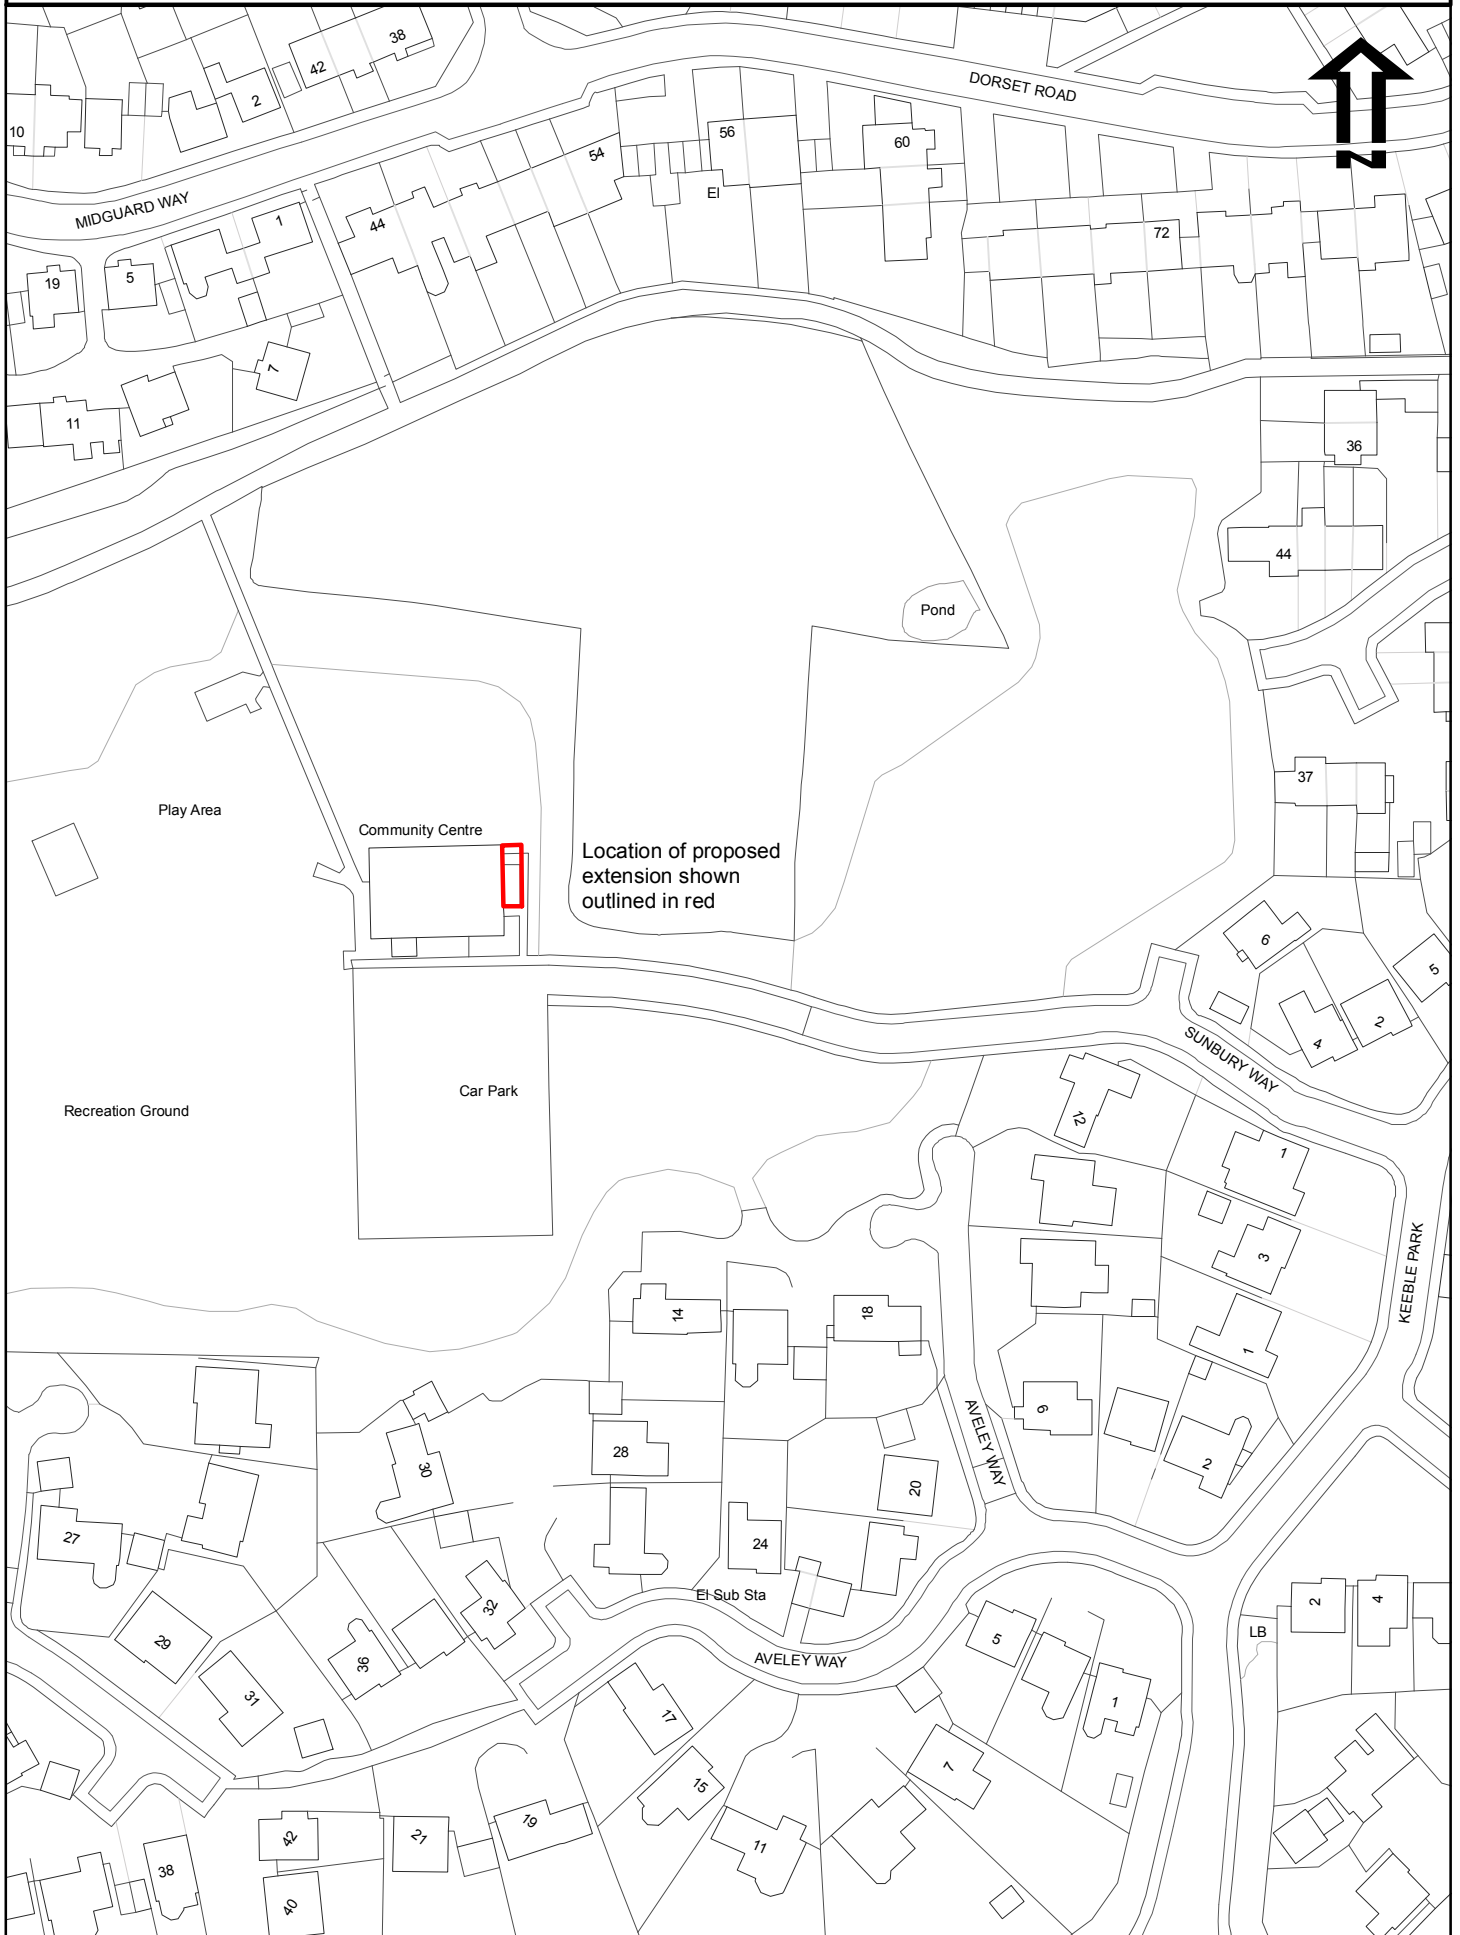 38
42
2
10
DORSET ROAD
N
54
56
60
El
MIDGUARD WAY
1
44
72
19
5
7
11
36
44
Pond
37
Play Area
Community Centre
Location of proposed
extension shown
outlined in red
6
5
2
4
SUNBURY WAY
Car Park
Recreation Ground
12
1
3
KEEBLE PARK
14
18
1
6
AVELEY WAY
28
30
20
2
27
24
El Sub Sta
32
2
4
29
36
5
LB
AVELEY WAY
31
17
1
7
15
42
21
19
11
38
40